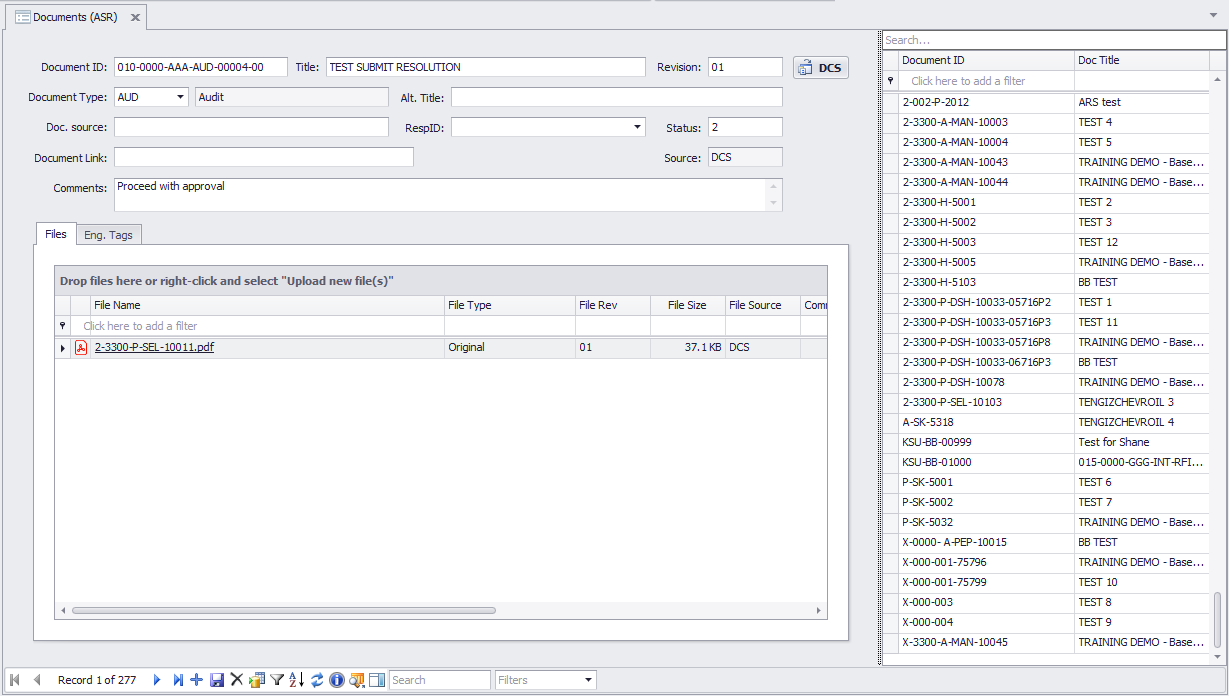 Documents (ASR)
Document ID: 010-0000-AAA-AUD-00004-00 Title: TEST SUBMIT RESOLUTION Revision: 01 DCS
Document Type: AUD Audit Alt. Title:
Doc. source: RespID: Status: 2
Document Link: Source: DCS
Comments: Proceed with approval
Files Eng. Tags
Drop files here or right-click and select "Upload new file(s)"
File Name File Type File Rev File Size File Source Comm
Click here to add a filter
2-3300-P-SEL-10011.pdf Original 01 37.1 KB DCS
Record 1 of 277 Search Filters
Search...
Document ID Doc Title
Click here to add a filter
2-002-P-2012 ARS test
2-3300-A-MAN-10003 TEST 4
2-3300-A-MAN-10004 TEST 5
2-3300-A-MAN-10043 TRAINING DEMO - Base...
2-3300-A-MAN-10044 TRAINING DEMO - Base...
2-3300-H-5001 TEST 2
2-3300-H-5002 TEST 3
2-3300-H-5003 TEST 12
2-3300-H-5005 TRAINING DEMO - Base...
2-3300-H-5103 BB TEST
2-3300-P-DSH-10033-05716P2 TEST 1
2-3300-P-DSH-10033-05716P3 TEST 11
2-3300-P-DSH-10033-05716P8 TRAINING DEMO - Base...
2-3300-P-DSH-10033-06716P3 BB TEST
2-3300-P-DSH-10078 TRAINING DEMO - Base...
2-3300-P-SEL-10103 TENGIZCHEVROIL 3
A-SK-5318 TENGIZCHEVROIL 4
KSU-BB-00999 Test for Shane
KSU-BB-01000 015-0000-GGG-INT-RFI...
P-SK-5001 TEST 6
P-SK-5002 TEST 7
P-SK-5032 TRAINING DEMO - Base...
X-0000- A-PEP-10015 BB TEST
X-000-001-75796 TRAINING DEMO - Base...
X-000-001-75799 TEST 10
X-000-003 TEST 8
X-000-004 TEST 9
X-3300-A-MAN-10045 TRAINING DEMO - Base...